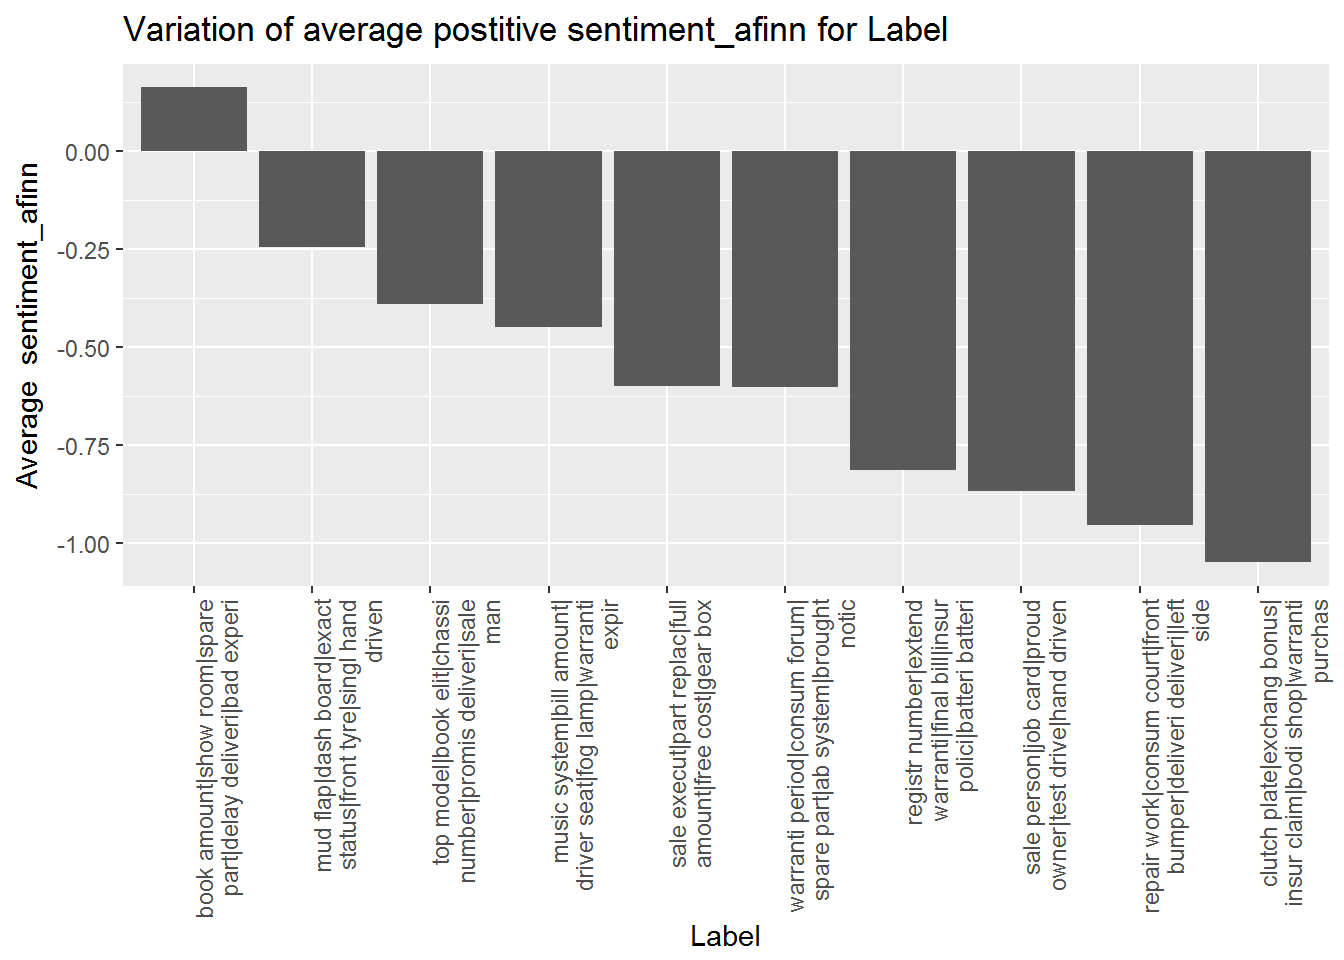 Variation of average postitive sentiment_afinn for Label
Average  sentiment_afinn
0.00
-0.25
-0.50
-0.75
-1.00
book amount|show room|spare
part|delay deliveri|bad experi
mud flap|dash board|exact
status|front tyre|singl hand
driven
top model|book elit|chassi
number|promis deliveri|sale
man
music system|bill amount|
driver seat|fog lamp|warranti
expir
sale execut|part replac|full
amount|free cost|gear box
warranti period|consum forum|
spare part|ab system|brought
notic
registr number|extend
warranti|final bill|insur
polici|batteri batteri
sale person|job card|proud
owner|test drive|hand driven
repair work|consum court|front
bumper|deliveri deliveri|left
side
clutch plate|exchang bonus|
insur claim|bodi shop|warranti
purchas
Label